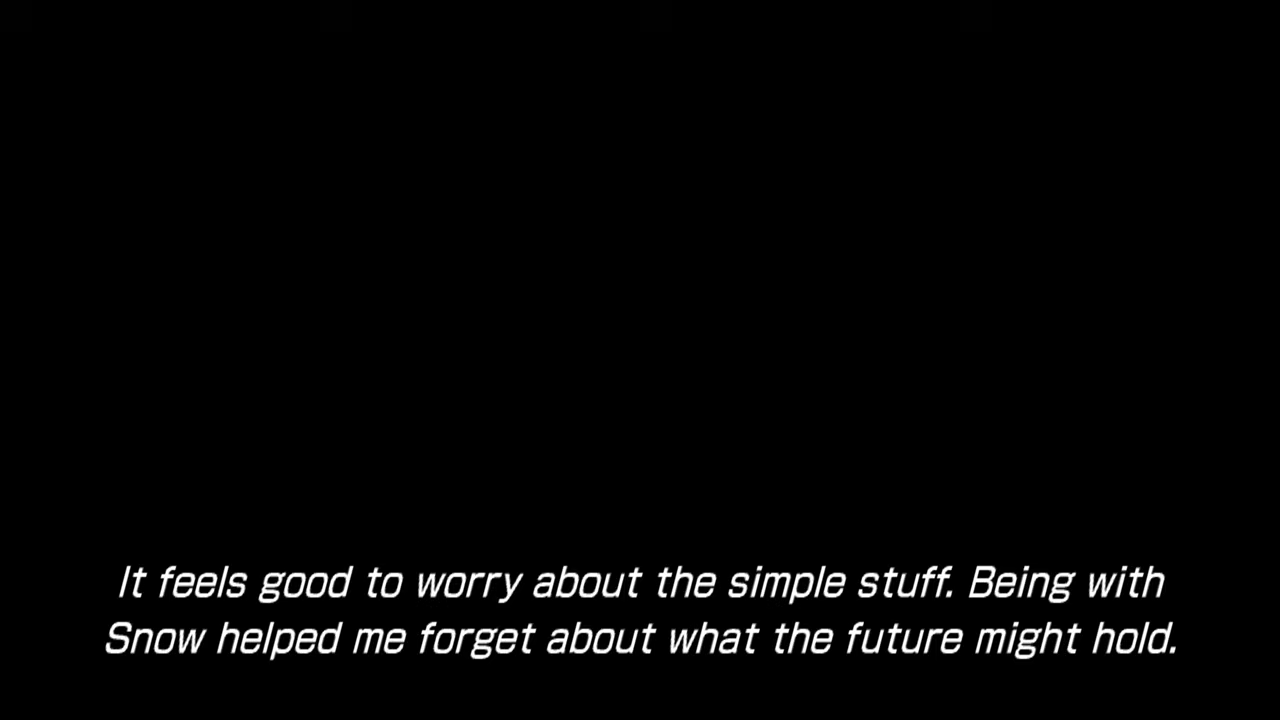 It feels good to worry about the simple stuff. Being with
Snow helped me forget about what the future might hold.